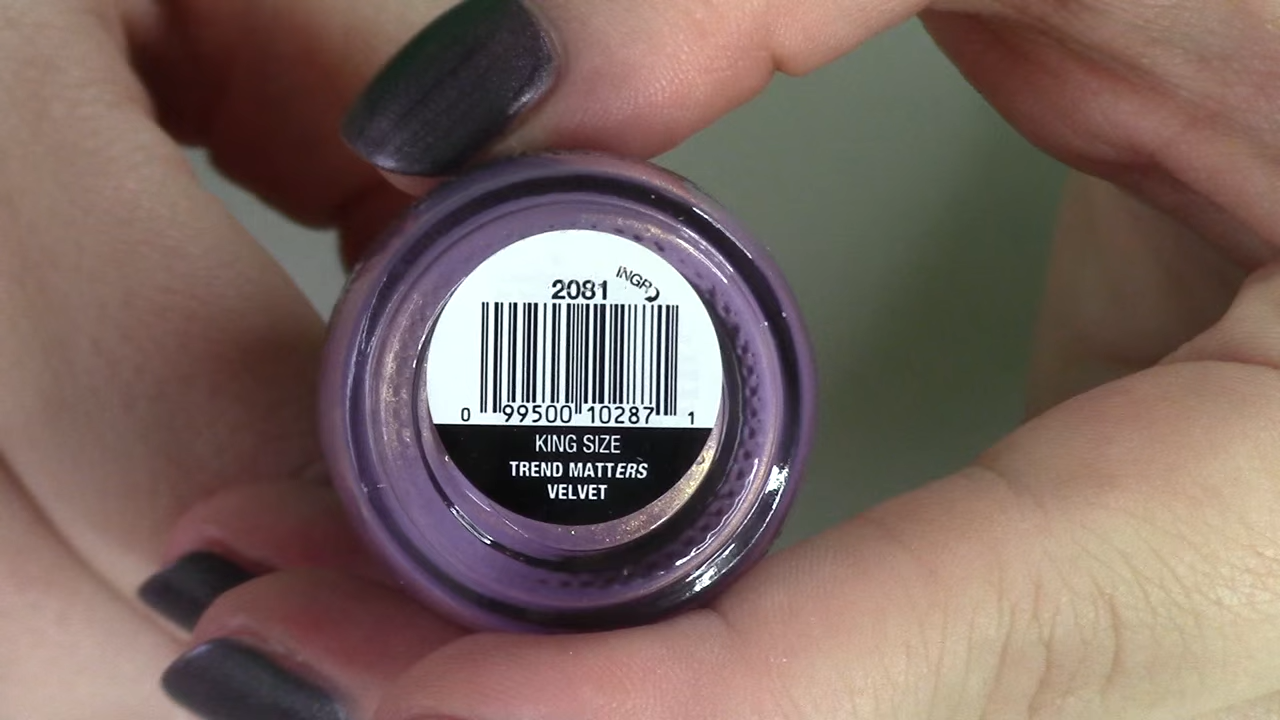 INGR
2081
0 99500 10287 1
KING SIZE
TREND MATTERS
VELVET